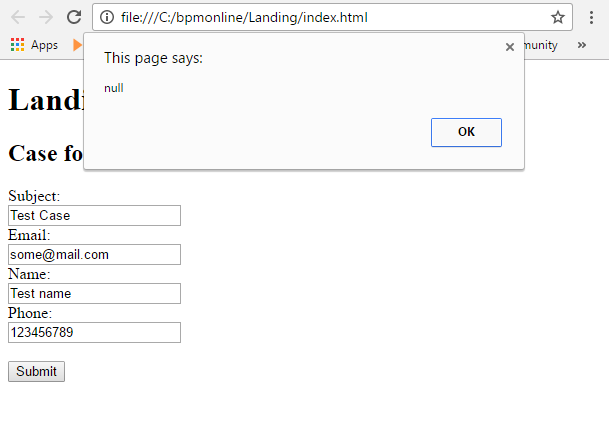 file:///C:/bpmonline/Landing/index.html
Apps
munity »
This page says:
null
OK
Landi
Case fo
Subject:
Test Case
Email:
some@mail.com
Name:
Test name
Phone:
123456789
Submit